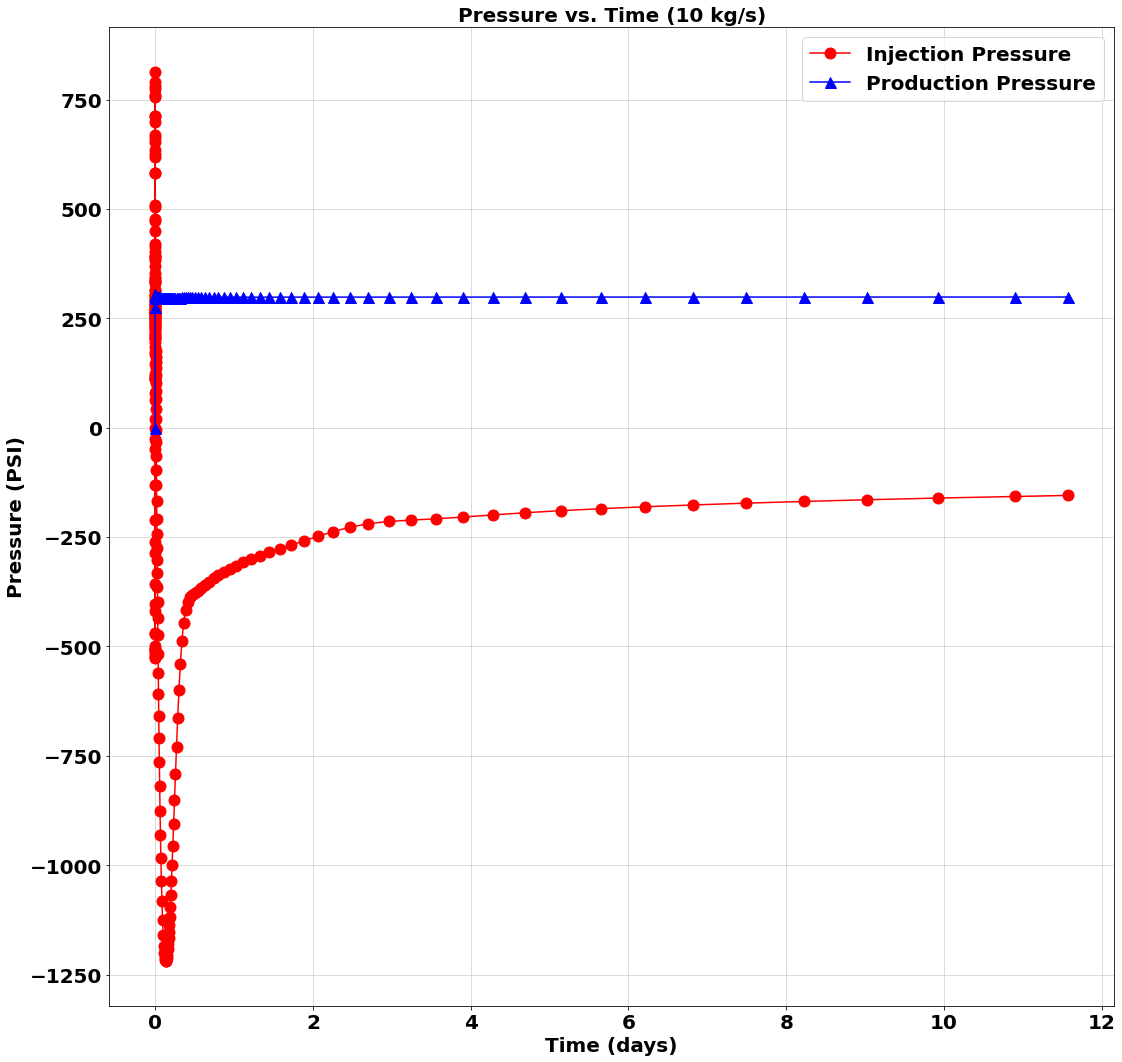 Pressure vs. Time (10 kg/s)
Injection Pressure
Production Pressure
Pressure (PSI)
750
500
250
0
−250
−500
−750
−1000
−1250
0 2 4 6 8 10 12
Time (days)